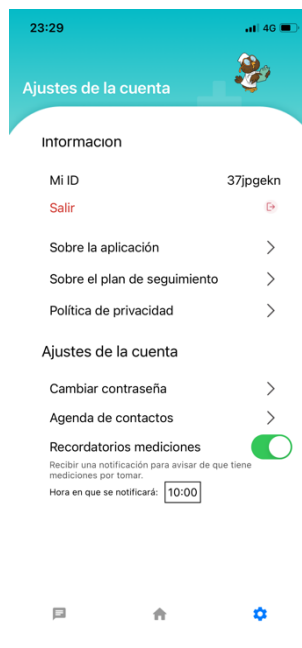 23:29
4G
Ajustes de la cuenta
Información
Mi ID 37jpgekn
Salir
Sobre la aplicación
Sobre el plan de seguimiento
Política de privacidad
Ajustes de la cuenta
Cambiar contraseña
Agenda de contactos
Recordatorios mediciones
Recibir una notificación para avisar de que tiene
mediciones por tomar.
Hora en que se notificará: 10:00